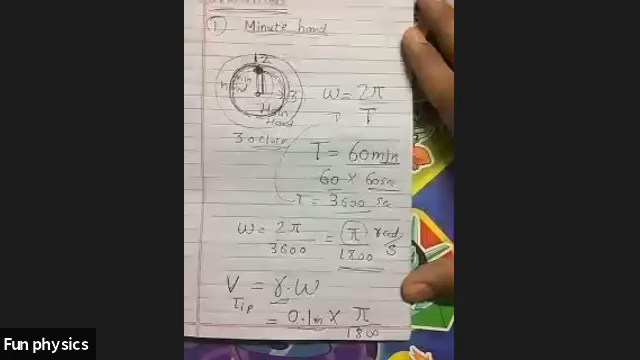 ① Minute hand
12
3
3 o clock
ω = 2π / T
T = 60 min
60 × 60 sec
T = 3600 sec
ω = 2π / 3600 = π / 1800 rad/s
V Tip = r.ω
= 0.1m × π / 1800
Fun physics